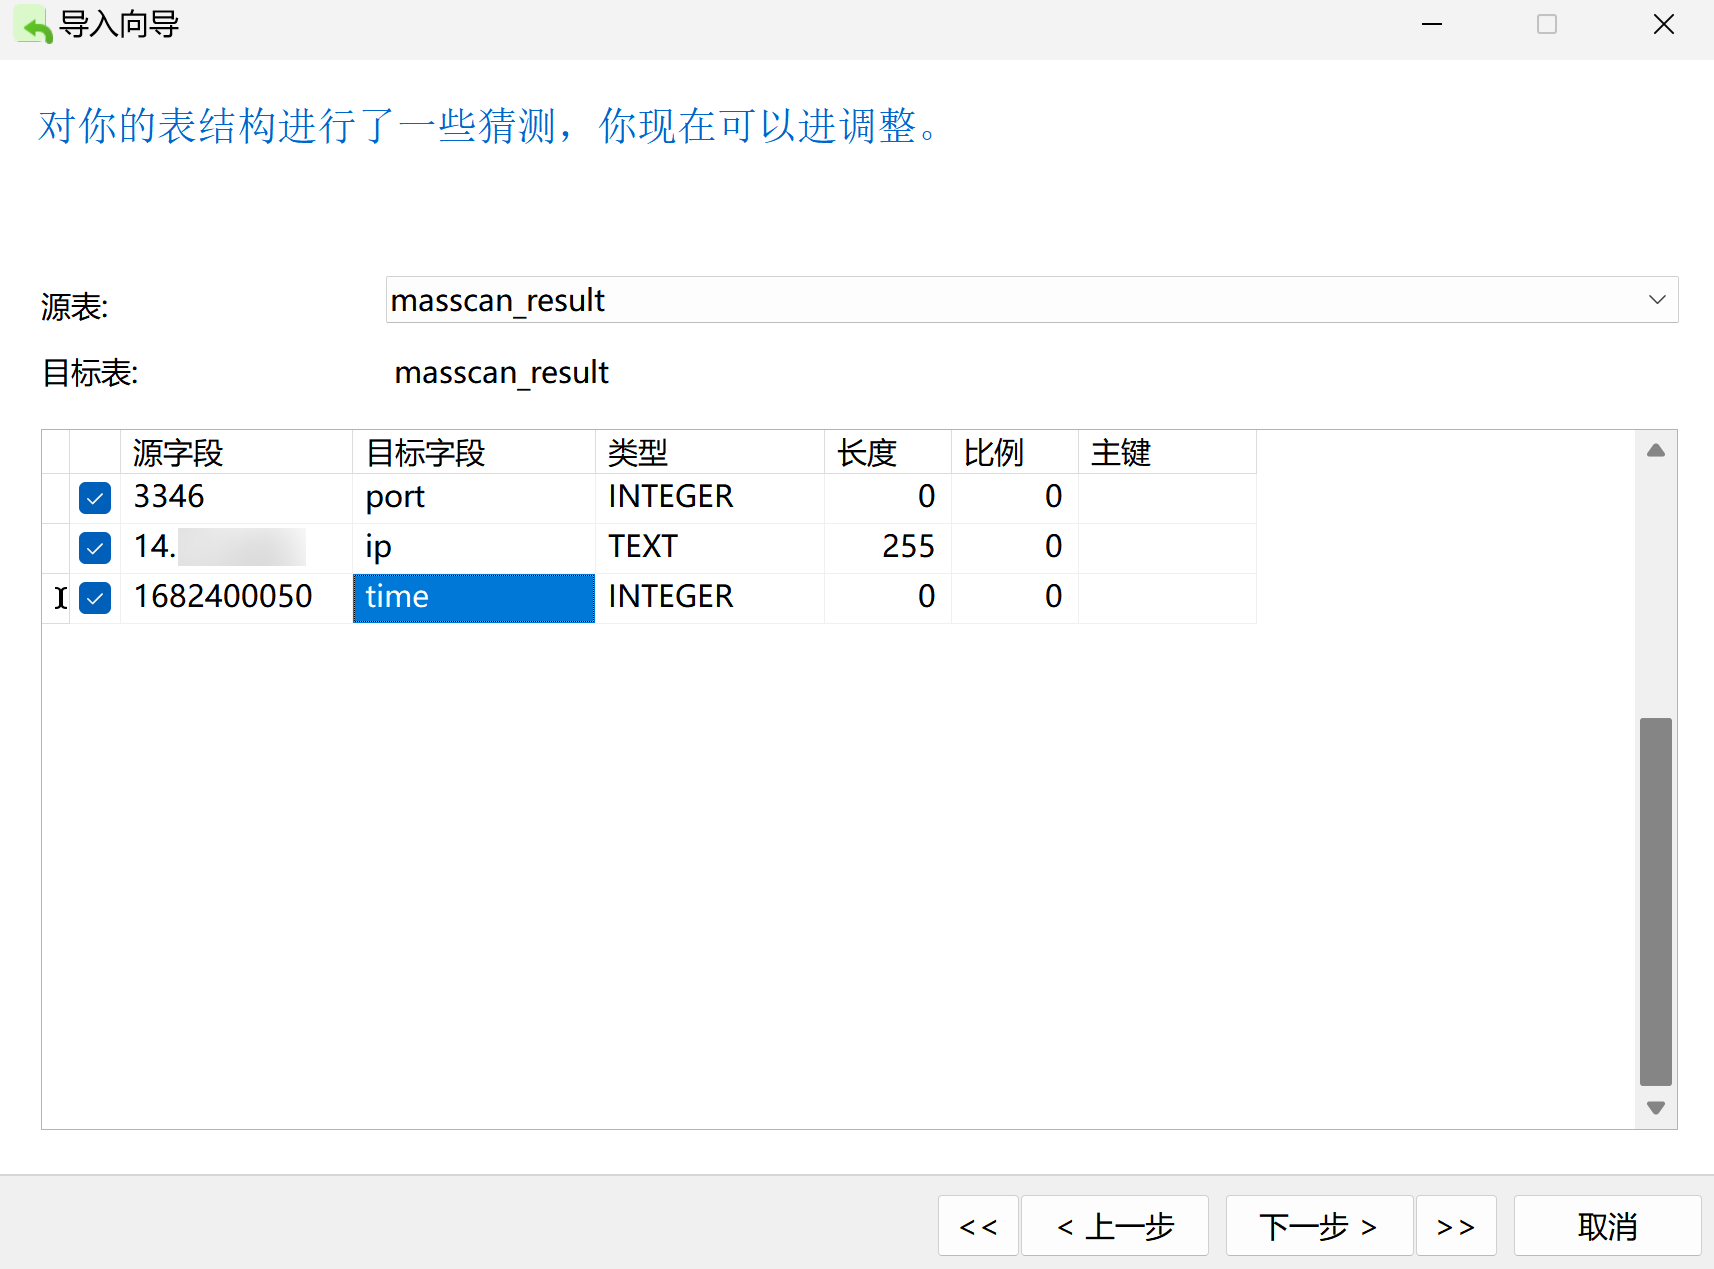 导入向导
对你的表结构进行了一些猜测，你现在可以进调整。
源表: masscan_result
目标表: masscan_result
源字段 目标字段 类型 长度 比例 主键
3346 port INTEGER 0 0
14. ip TEXT 255 0
1682400050 time INTEGER 0 0
<< < 上一步 下一步 > >> 取消